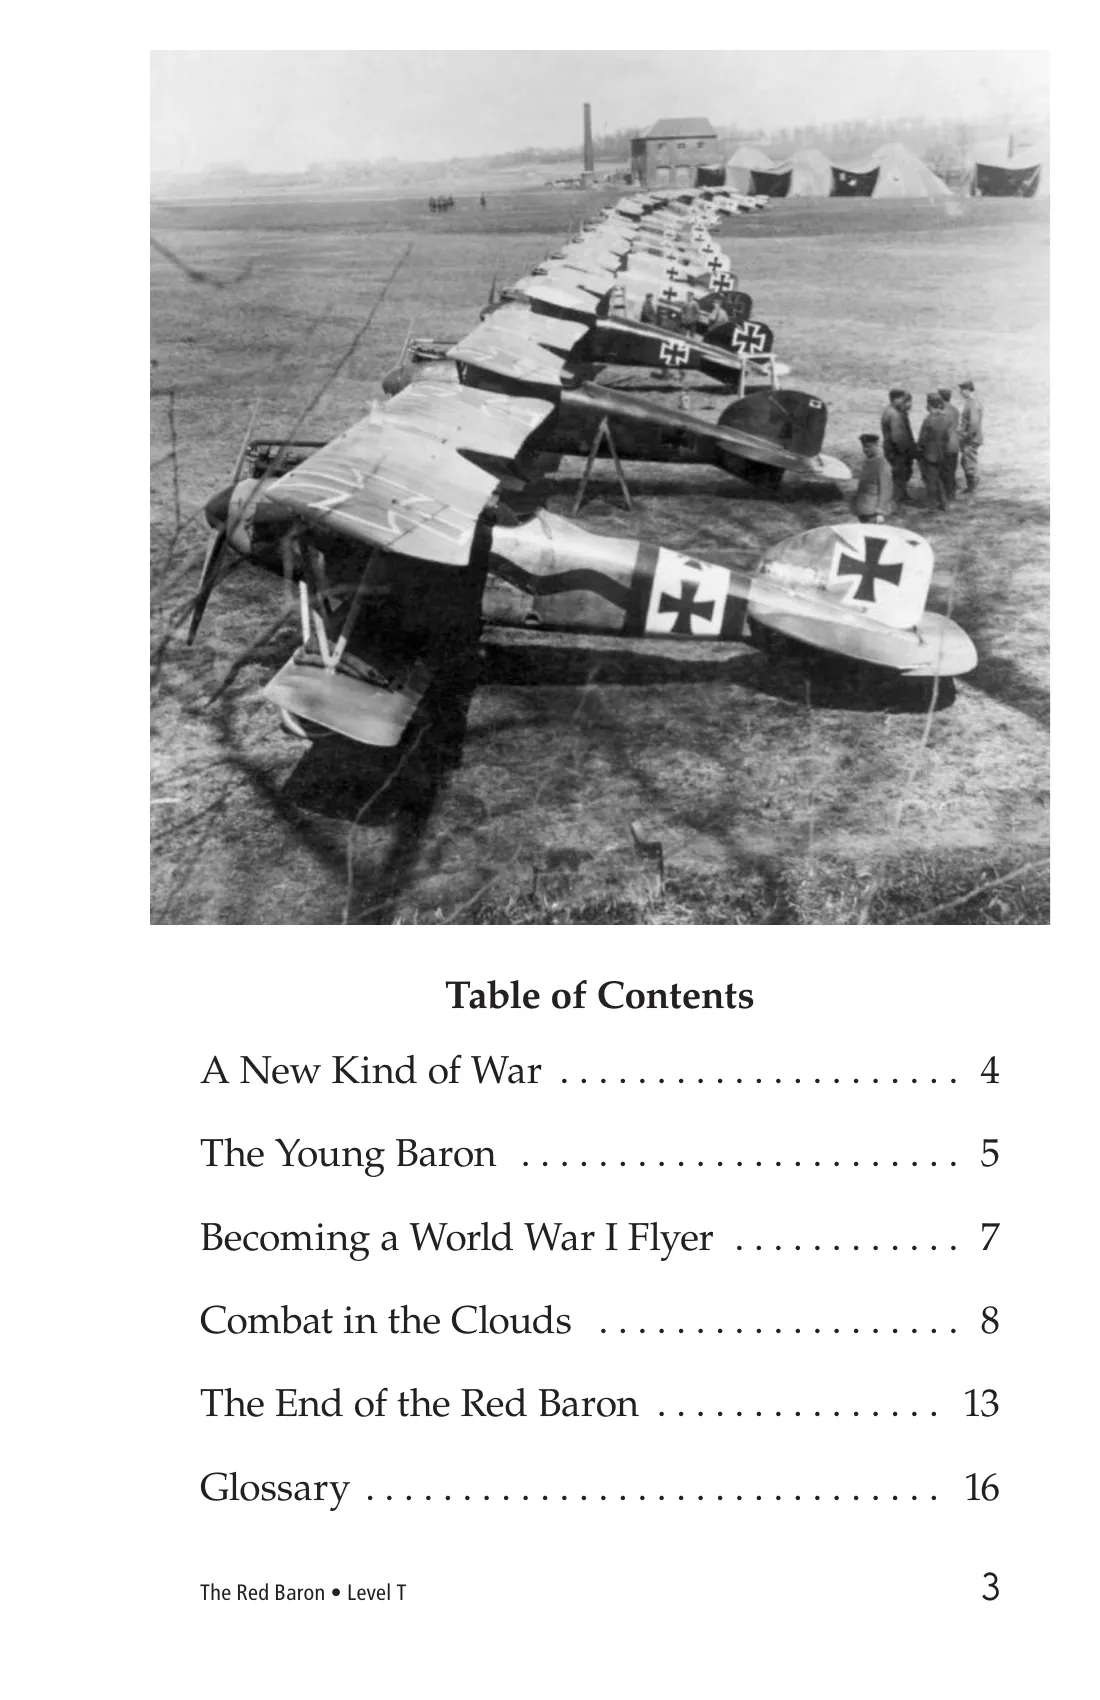 Table of Contents
A New Kind of War . . . . . . . . . . . . . . . . . . . . . 4
The Young Baron . . . . . . . . . . . . . . . . . . . . . . . 5
Becoming a World War I Flyer . . . . . . . . . . . . 7
Combat in the Clouds . . . . . . . . . . . . . . . . . . . 8
The End of the Red Baron . . . . . . . . . . . . . . . 13
Glossary . . . . . . . . . . . . . . . . . . . . . . . . . . . . . . 16
The Red Baron • Level T 3